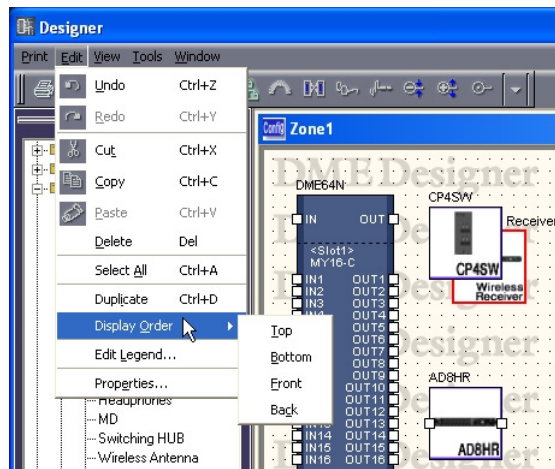 Designer
Print Edit View Tools Window
Undo Ctrl+Z
Redo Ctrl+Y
Cut Ctrl+X
Copy Ctrl+C
Paste Ctrl+V
Delete Del
Select All Ctrl+A
Duplicate Ctrl+D
Display Order
Edit Legend...
Properties...
Top
Bottom
Front
Back
Headphones
MD
Switching HUB
Wireless Antenna
Config Zone1
DME Designer
DME64N
IN OUT
<Slot1>
MY16-C
IN1 OUT1
IN2 OUT2
IN3 OUT3
IN4 OUT4
OUT5
OUT6
OUT7
OUT8
OUT9
OUT10
OUT11
OUT12
OUT13
IN14 OUT14
IN15 OUT15
IN16 OUT16
CP4SW
CP4SW
Receiver
Wireless
Receiver
esigner
AD8HR
AD8HR